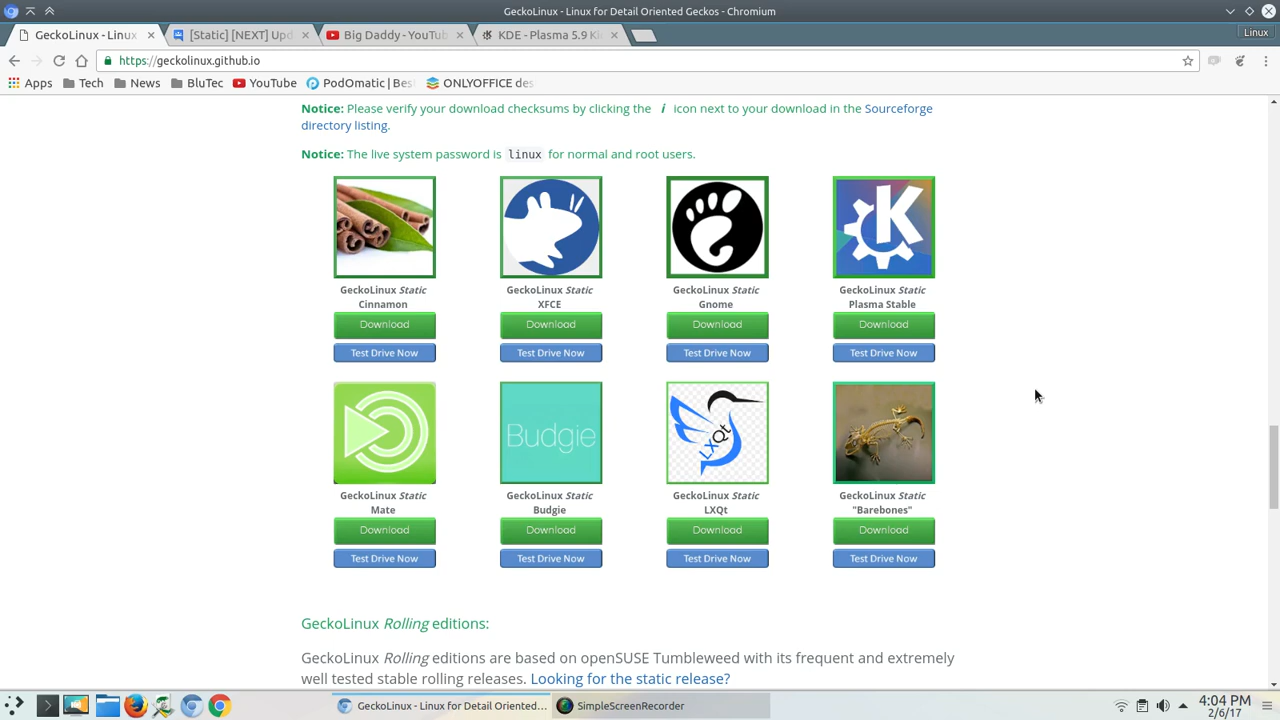 GeckoLinux - Linux for Detail Oriented Geckos - Chromium
GeckoLinux - Linux
[Static] [NEXT] Upd
Big Daddy - YouTub
KDE - Plasma 5.9 Ki
Linux
https://geckolinux.github.io
Apps
Tech
News
BluTec
YouTube
PodOmatic | Bes
ONLYOFFICE des
Notice: Please verify your download checksums by clicking the i icon next to your download in the Sourceforge
directory listing.
Notice: The live system password is linux for normal and root users.
K
GeckoLinux Static
Cinnamon
Download
Test Drive Now
GeckoLinux Static
XFCE
Download
Test Drive Now
GeckoLinux Static
Gnome
Download
Test Drive Now
GeckoLinux Static
Plasma Stable
Download
Test Drive Now
Budgie
LXQt
GeckoLinux Static
Mate
Download
Test Drive Now
GeckoLinux Static
Budgie
Download
Test Drive Now
GeckoLinux Static
LXQt
Download
Test Drive Now
GeckoLinux Static
"Barebones"
Download
Test Drive Now
GeckoLinux Rolling editions:
GeckoLinux Rolling editions are based on openSUSE Tumbleweed with its frequent and extremely
well tested stable rolling releases. Looking for the static release?
GeckoLinux - Linux for Detail Oriented...
SimpleScreenRecorder
4:04 PM
2/6/17